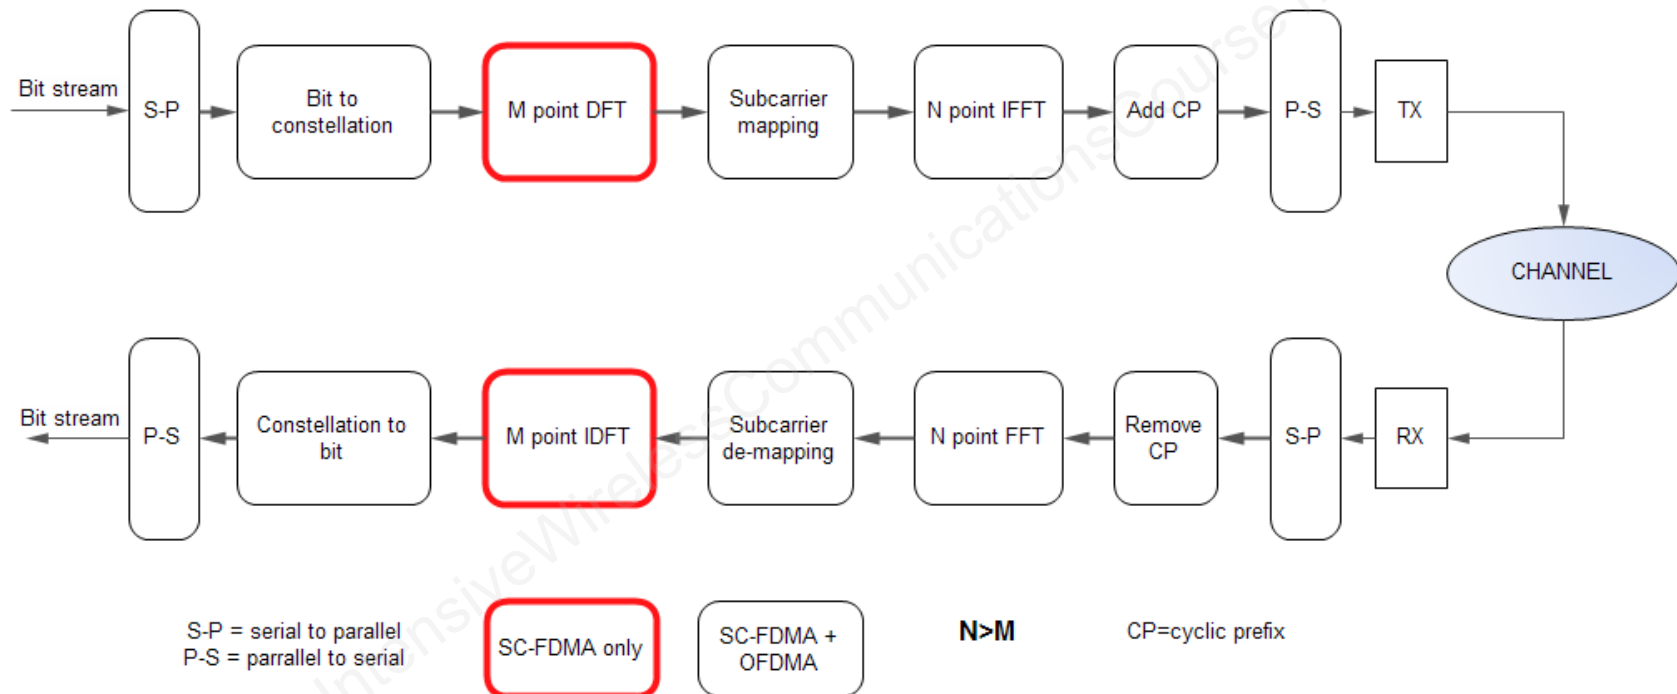 Bit stream
S-P
Bit to
constellation
M point DFT
Subcarrier
mapping
N point IFFT
Add CP
P-S
TX
CHANNEL
Bit stream
P-S
Constellation to
bit
M point IDFT
Subcarrier
de-mapping
N point FFT
Remove
CP
S-P
RX
S-P = serial to parallel
P-S = parrallel to serial
SC-FDMA only
SC-FDMA +
OFDMA
N>M
CP=cyclic prefix
IntensiveWirelessCommunicationsCourse